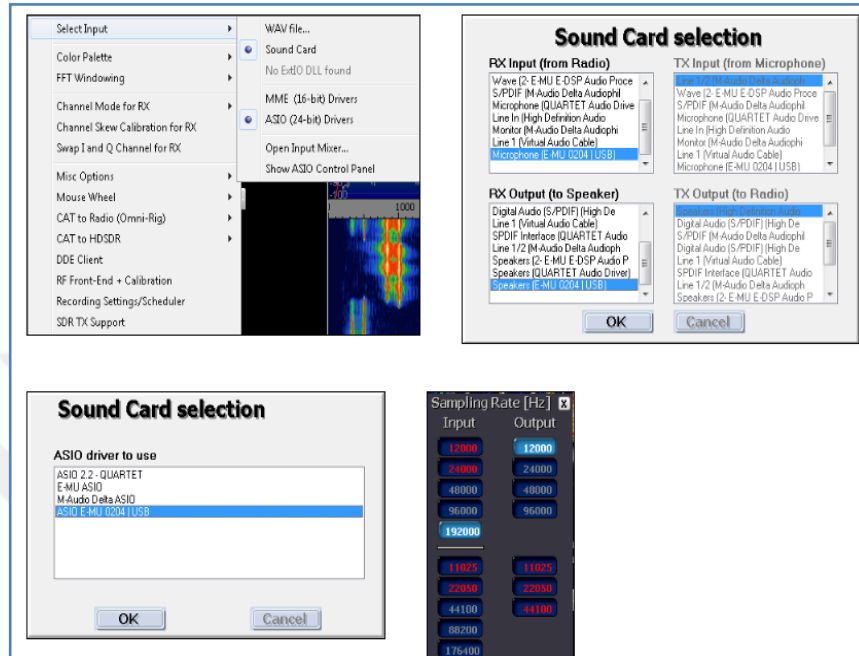 Select Input
Color Palette
FFT Windowing
Channel Mode for RX
Channel Skew Calibration for RX
Swap I and Q Channel for RX
Misc Options
Mouse Wheel
CAT to Radio (Omni-Rig)
CAT to HDSDR
DDE Client
RF Front-End + Calibration
Recording Settings/Scheduler
SDR TX Support
WAV file...
Sound Card
No ExtIO DLL found
MME (16-bit) Drivers
ASIO (24-bit) Drivers
Open Input Mixer...
Show ASIO Control Panel
-100
1000
Sound Card selection
RX Input (from Radio)
Wave (2- E-MU E-DSP Audio Proce
S/PDIF (M-Audio Delta Audiophil
Microphone (QUARTET Audio Drive
Line In (High Definition Audio
Monitor (M-Audio Delta Audiophi
Line 1 (Virtual Audio Cable)
Microphone (E-MU 0204 | USB)
TX Input (from Microphone)
Line 1/2 (M-Audio Delta Audioph
Wave (2- E-MU E-DSP Audio Proce
S/PDIF (M-Audio Delta Audiophil
Microphone (QUARTET Audio Drive
Line In (High Definition Audio
Monitor (M-Audio Delta Audiophi
Line 1 (Virtual Audio Cable)
Microphone (E-MU 0204 | USB)
RX Output (to Speaker)
Digital Audio (S/PDIF) (High De
Line 1 (Virtual Audio Cable)
SPDIF Interface (QUARTET Audio
Line 1/2 (M-Audio Delta Audioph
Speakers (2- E-MU E-DSP Audio P
Speakers (QUARTET Audio Driver)
Speakers (E-MU 0204 | USB)
TX Output (to Radio)
Speakers (High Definition Audio
Digital Audio (S/PDIF) (High De
S/PDIF (M-Audio Delta Audiophil
Digital Audio (S/PDIF) (High De
Line 1 (Virtual Audio Cable)
SPDIF Interface (QUARTET Audio
Line 1/2 (M-Audio Delta Audioph
Speakers (2- E-MU E-DSP Audio P
OK
Cancel
Sound Card selection
ASIO driver to use
ASIO 2.2 - QUARTET
E-MU ASIO
M-Audio Delta ASIO
ASIO E-MU 0204 | USB
OK
Cancel
Sampling Rate [Hz] x
Input Output
12000 12000
24000 24000
48000 48000
96000 96000
192000
11025 11025
22050 22050
44100 44100
88200
176400